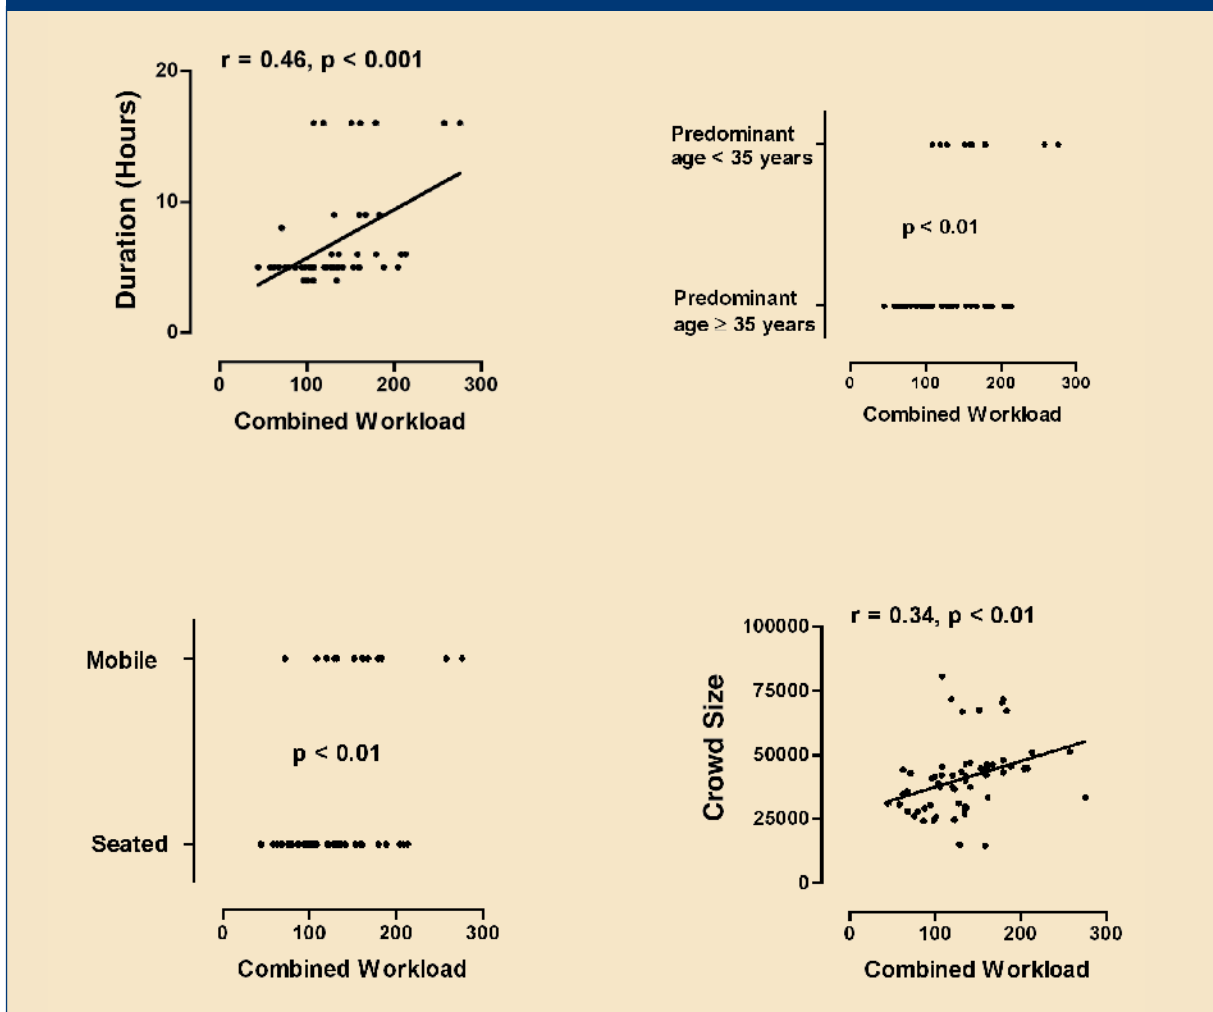 r = 0.46, p < 0.001
20
10
0
Duration (Hours)
0 100 200 300
Combined Workload
Predominant
age < 35 years
p < 0.01
Predominant
age ≥ 35 years
0 100 200 300
Combined Workload
Mobile
p < 0.01
Seated
0 100 200 300
Combined Workload
r = 0.34, p < 0.01
100000
75000
50000
25000
0
Crowd Size
0 100 200 300
Combined Workload